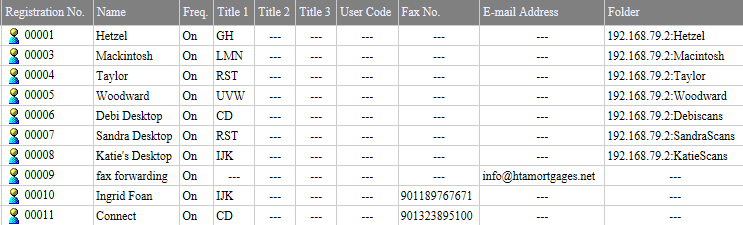 Registration No. Name Freq. Title 1 Title 2 Title 3 User Code Fax No. E-mail Address Folder
00001 Hetzel On GH --- --- --- --- --- 192.168.79.2:Hetzel
00003 Mackintosh On LMN --- --- --- --- --- 192.168.79.2:Macintosh
00004 Taylor On RST --- --- --- --- --- 192.168.79.2:Taylor
00005 Woodward On UVW --- --- --- --- --- 192.168.79.2:Woodward
00006 Debi Desktop On CD --- --- --- --- --- 192.168.79.2:Debiscans
00007 Sandra Desktop On RST --- --- --- --- --- 192.168.79.2:SandraScans
00008 Katie's Desktop On IJK --- --- --- --- --- 192.168.79.2:KatieScans
00009 fax forwarding On --- --- --- --- --- info@htamortgages.net ---
00010 Ingrid Foan On IJK --- --- --- 901189767671 --- ---
00011 Connect On CD --- --- --- 901323895100 --- ---